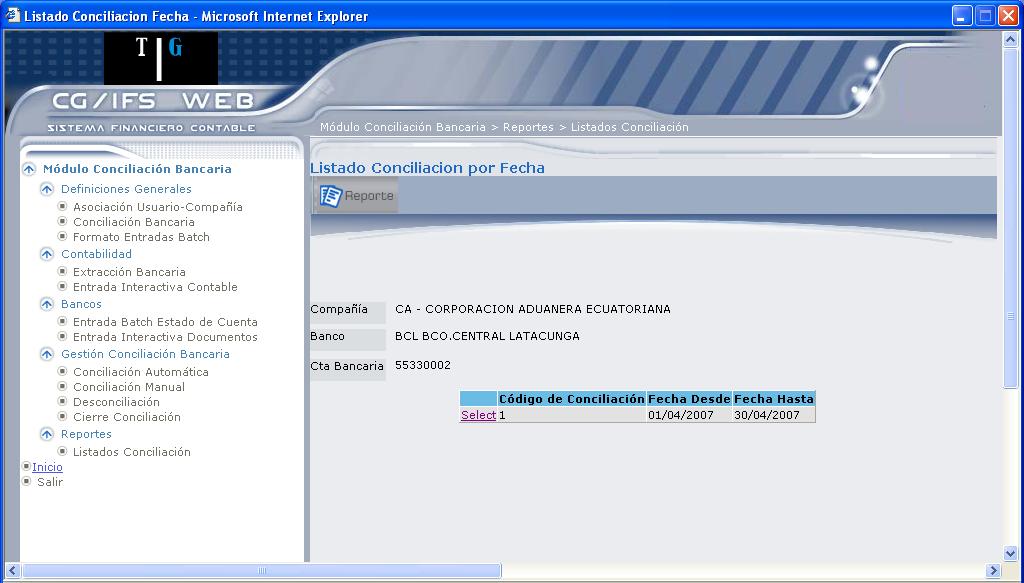 Listado Conciliacion Fecha - Microsoft Internet Explorer
T | G
CG/IFS WEB
SISTEMA FINANCIERO CONTABLE
Módulo Conciliación Bancaria > Reportes > Listados Conciliación
Módulo Conciliación Bancaria
Definiciones Generales
Asociación Usuario-Compañía
Conciliación Bancaria
Formato Entradas Batch
Contabilidad
Extracción Bancaria
Entrada Interactiva Contable
Bancos
Entrada Batch Estado de Cuenta
Entrada Interactiva Documentos
Gestión Conciliación Bancaria
Conciliación Automática
Conciliación Manual
Desconciliación
Cierre Conciliación
Reportes
Listados Conciliación
Inicio
Salir
Listado Conciliacion por Fecha
Reporte
Compañía CA - CORPORACION ADUANERA ECUATORIANA
Banco BCL BCO.CENTRAL LATACUNGA
Cta Bancaria 55330002
Código de Conciliación Fecha Desde Fecha Hasta
Select 1 01/04/2007 30/04/2007